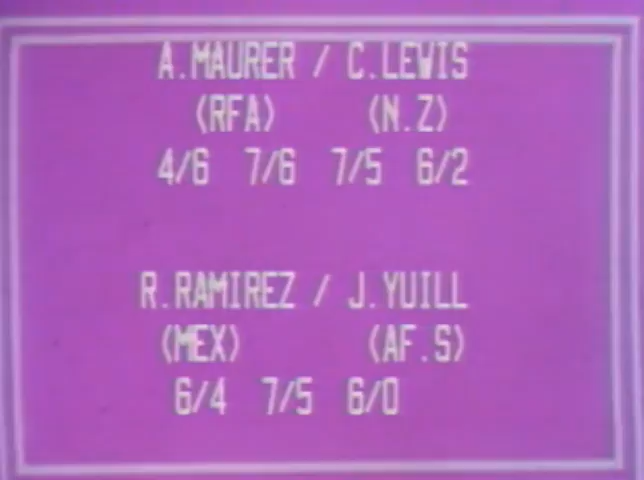 A.MAURER / C.LEWIS
(RFA) (N.Z)
4/6 7/6 7/5 6/2
R.RAMIREZ / J.YUILL
(MEX) (AF.S)
6/4 7/5 6/0